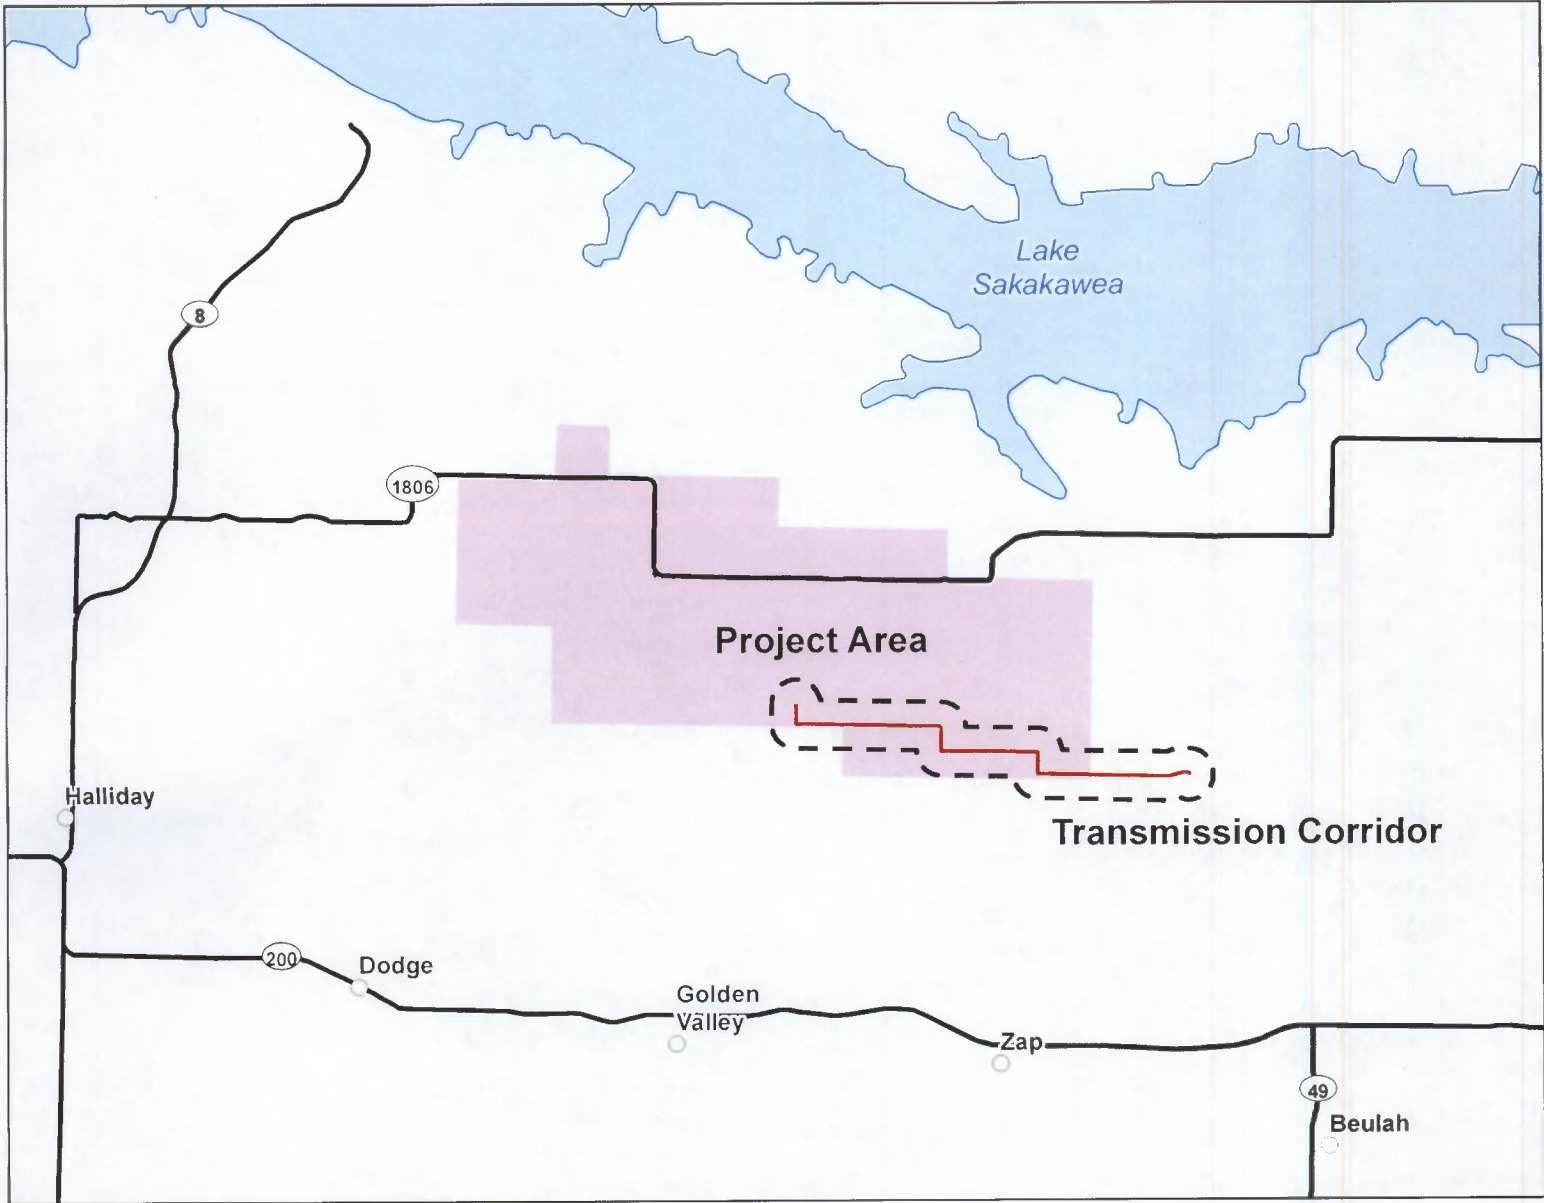 Lake
Sakakawea
8
1806
Project Area
Halliday
Transmission Corridor
200
Dodge
Golden
Valley
Zap
49
Beulah